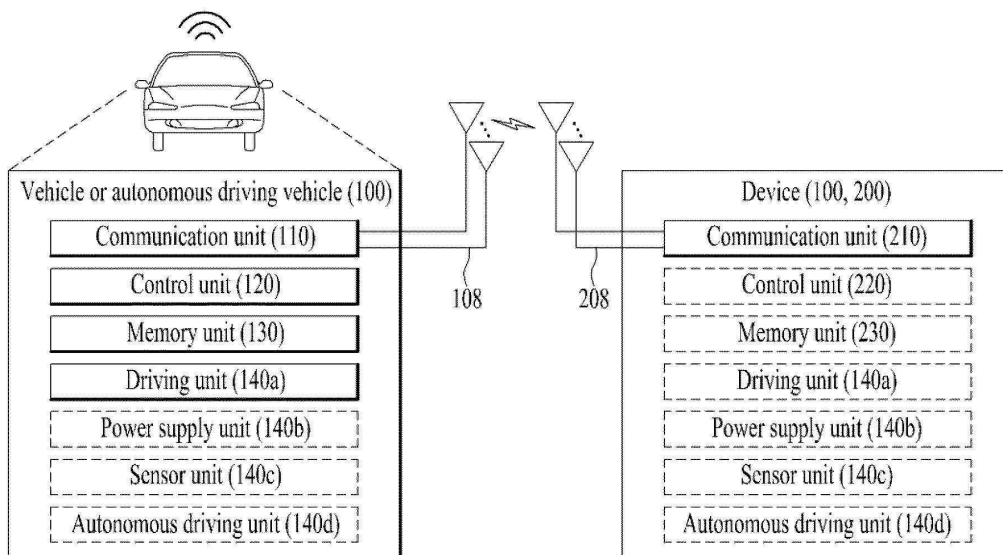 Vehicle or autonomous driving vehicle (100)
Communication unit (110)
Control unit (120)
Memory unit (130)
Driving unit (140a)
Power supply unit (140b)
Sensor unit (140c)
Autonomous driving unit (140d)
108
208
Device (100, 200)
Communication unit (210)
Control unit (220)
Memory unit (230)
Driving unit (140a)
Power supply unit (140b)
Sensor unit (140c)
Autonomous driving unit (140d)